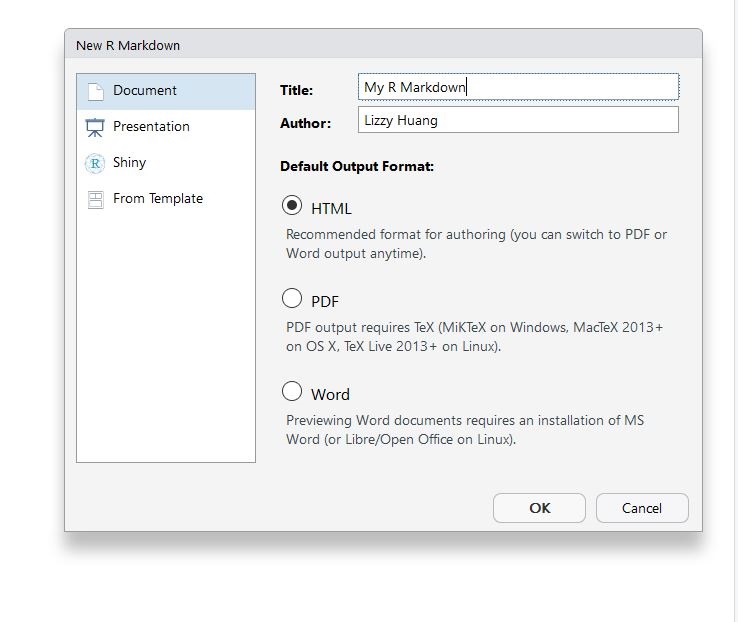 New R Markdown
Document
Presentation
R Shiny
From Template
Title: My R Markdown
Author: Lizzy Huang
Default Output Format:
HTML
Recommended format for authoring (you can switch to PDF or
Word output anytime).
PDF
PDF output requires TeX (MiKTeX on Windows, MacTeX 2013+
on OS X, TeX Live 2013+ on Linux).
Word
Previewing Word documents requires an installation of MS
Word (or Libre/Open Office on Linux).
OK Cancel